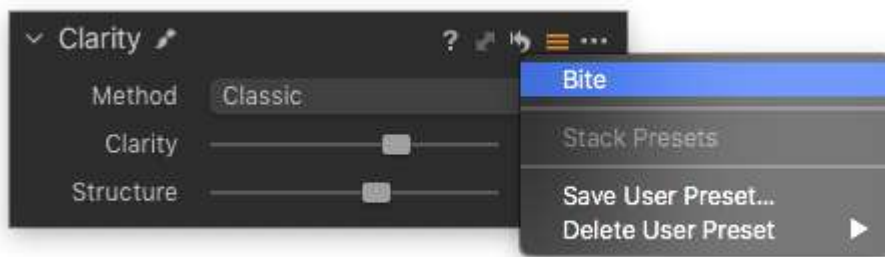 Clarity ? ...
Method Classic
Clarity
Structure
Bite
Stack Presets
Save User Preset...
Delete User Preset